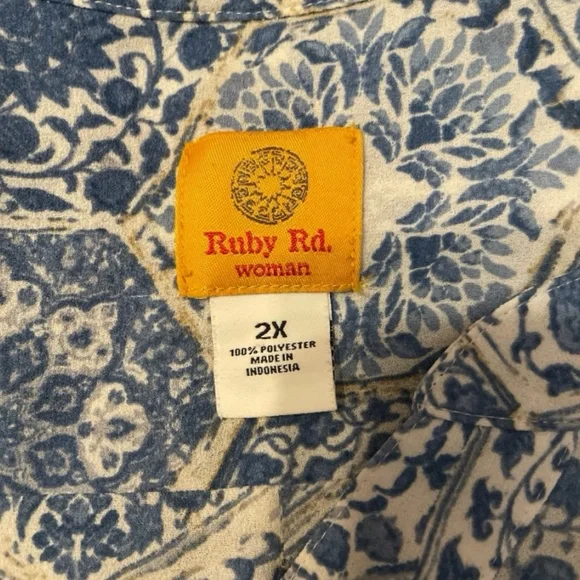 Ruby Rd.
woman
2X
100% POLYESTER
MADE IN
INDONESIA